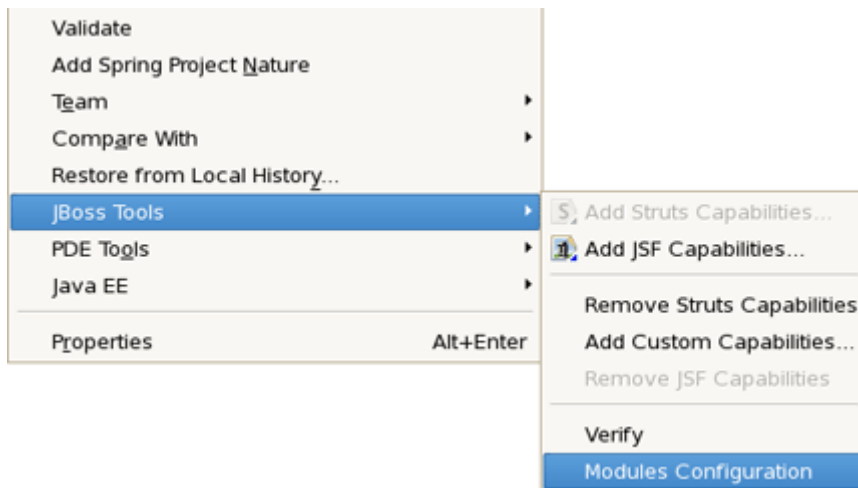 Validate
Add Spring Project Nature
Team
Compare With
Restore from Local History...
JBoss Tools
PDE Tools
Java EE
Properties Alt+Enter
Add Struts Capabilities...
Add JSF Capabilities...
Remove Struts Capabilities
Add Custom Capabilities...
Remove JSF Capabilities
Verify
Modules Configuration